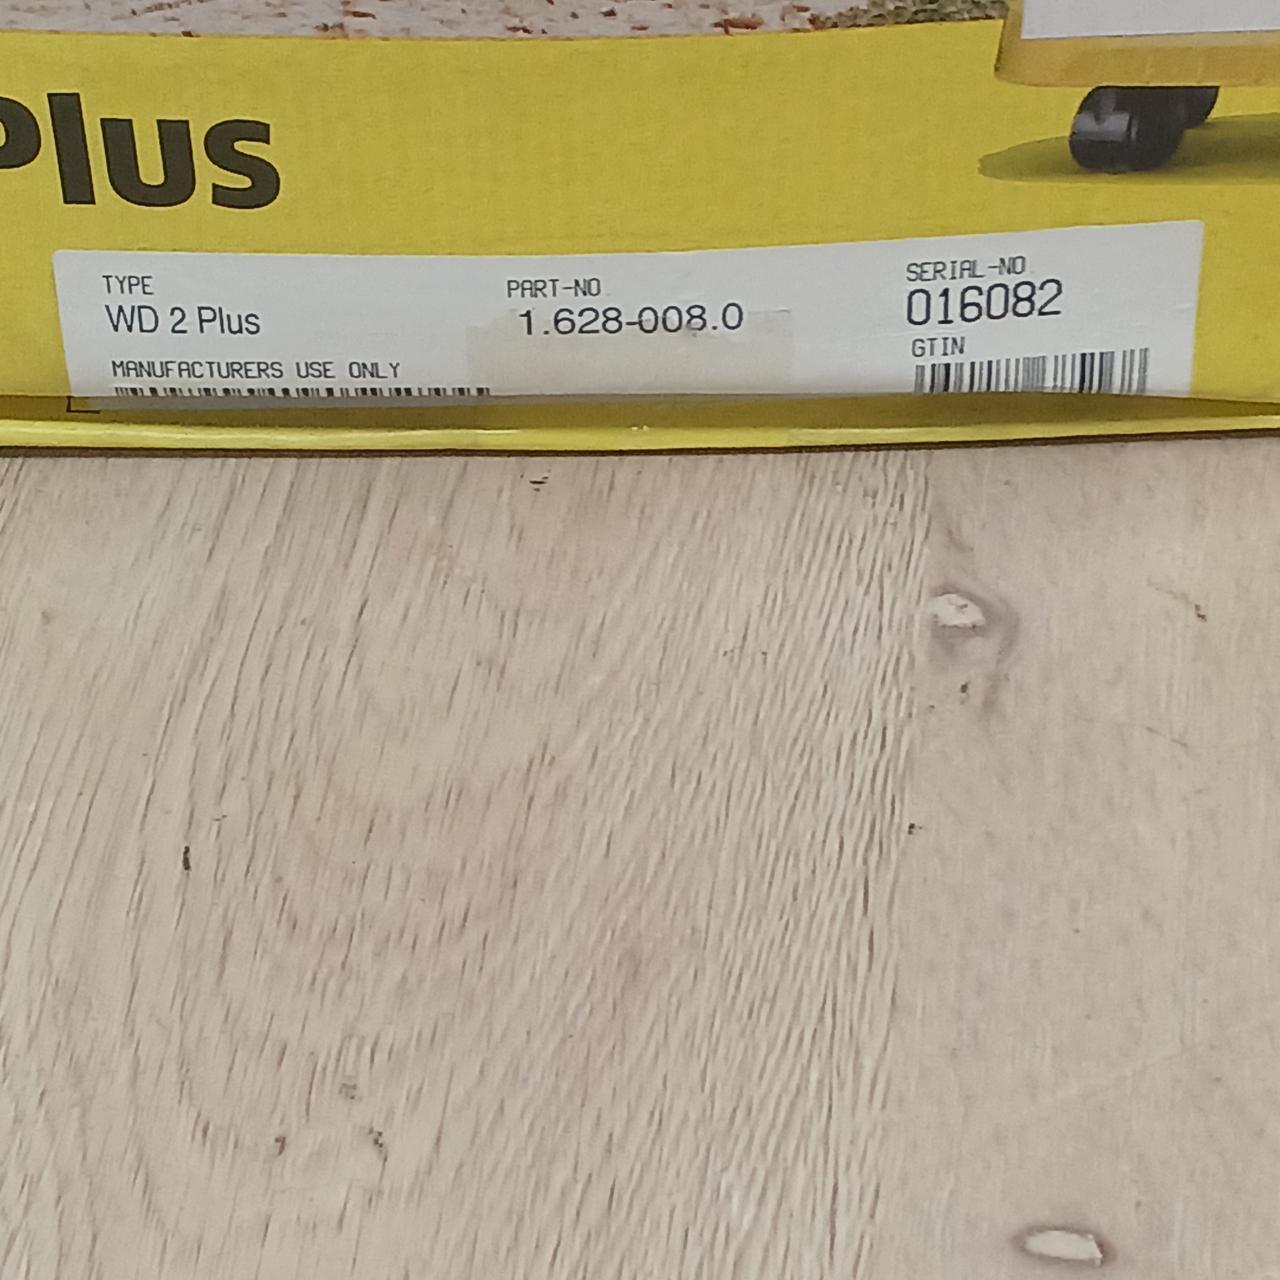 Plus
TYPE
WD 2 Plus
PART-NO.
1.628-008.0
SERIAL-NO.
016082
GTIN
MANUFACTURERS USE ONLY